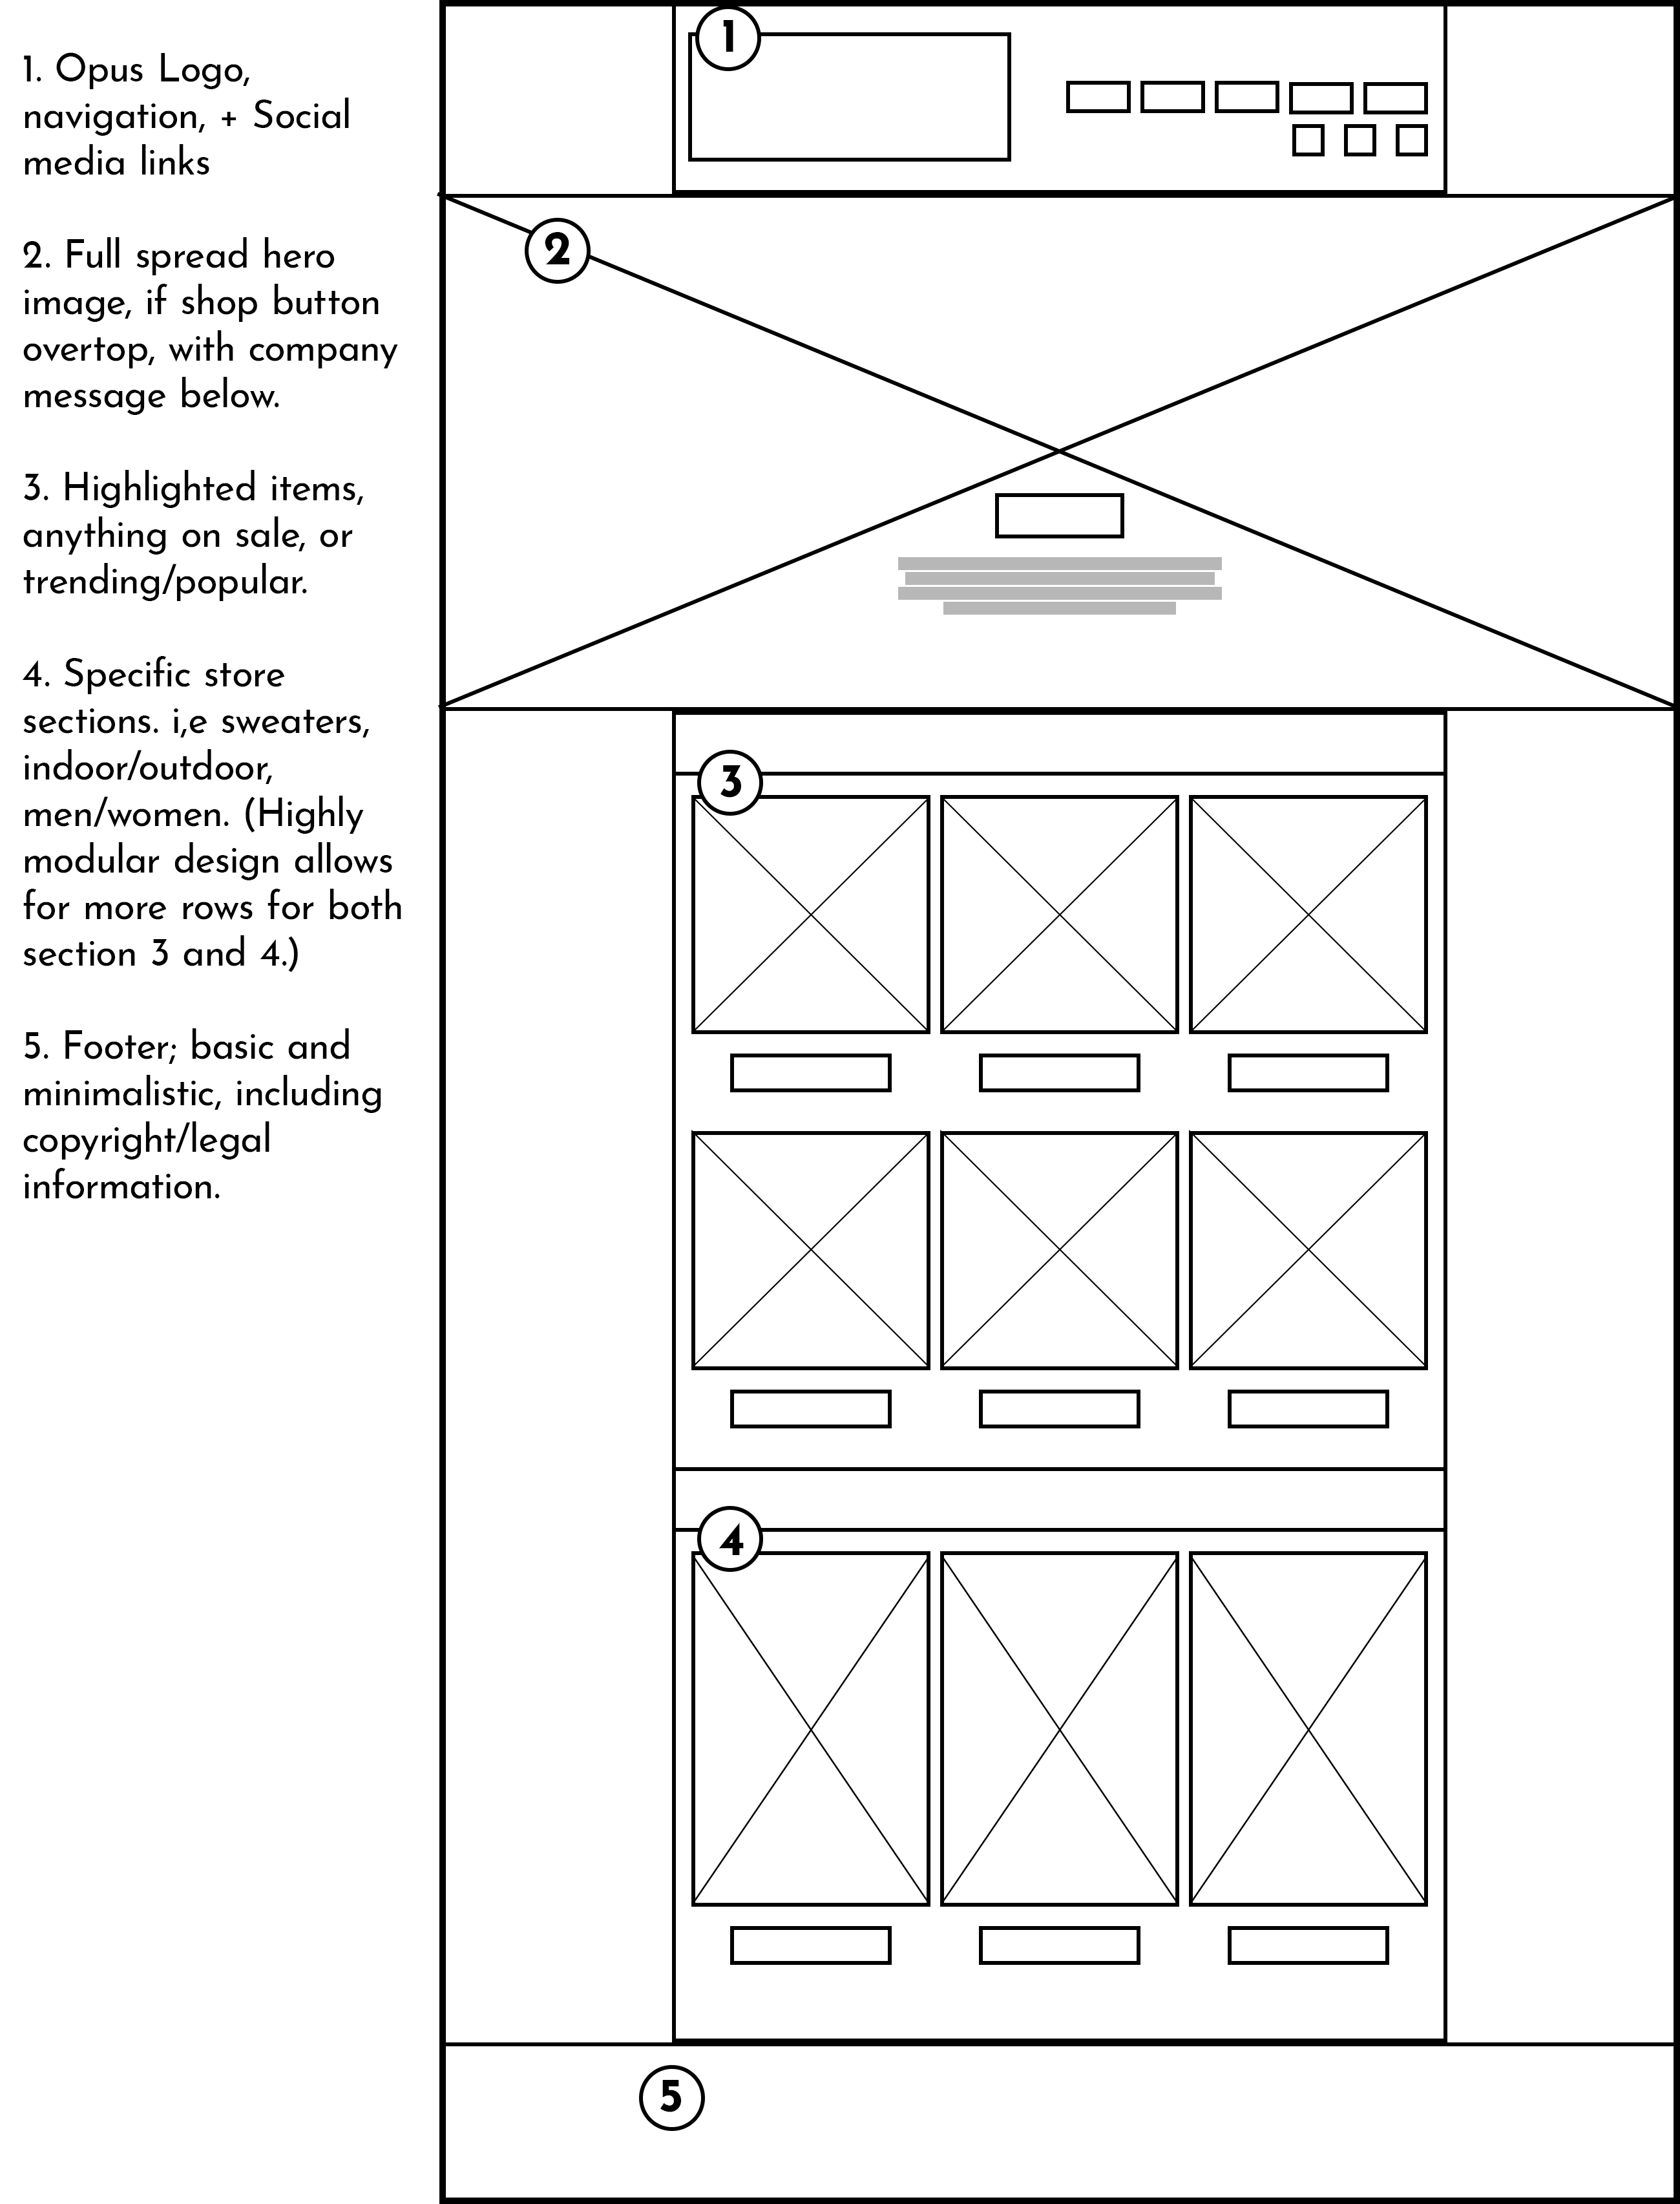 1. Opus Logo,
navigation, + Social
media links
2. Full spread hero
image, if shop button
overtop, with company
message below.
3. Highlighted items,
anything on sale, or
trending/popular.
4. Specific store
sections. i,e sweaters,
indoor/outdoor,
men/women. (Highly
modular design allows
for more rows for both
section 3 and 4.)
5. Footer; basic and
minimalistic, including
copyright/legal
information.
1
2
3
4
5